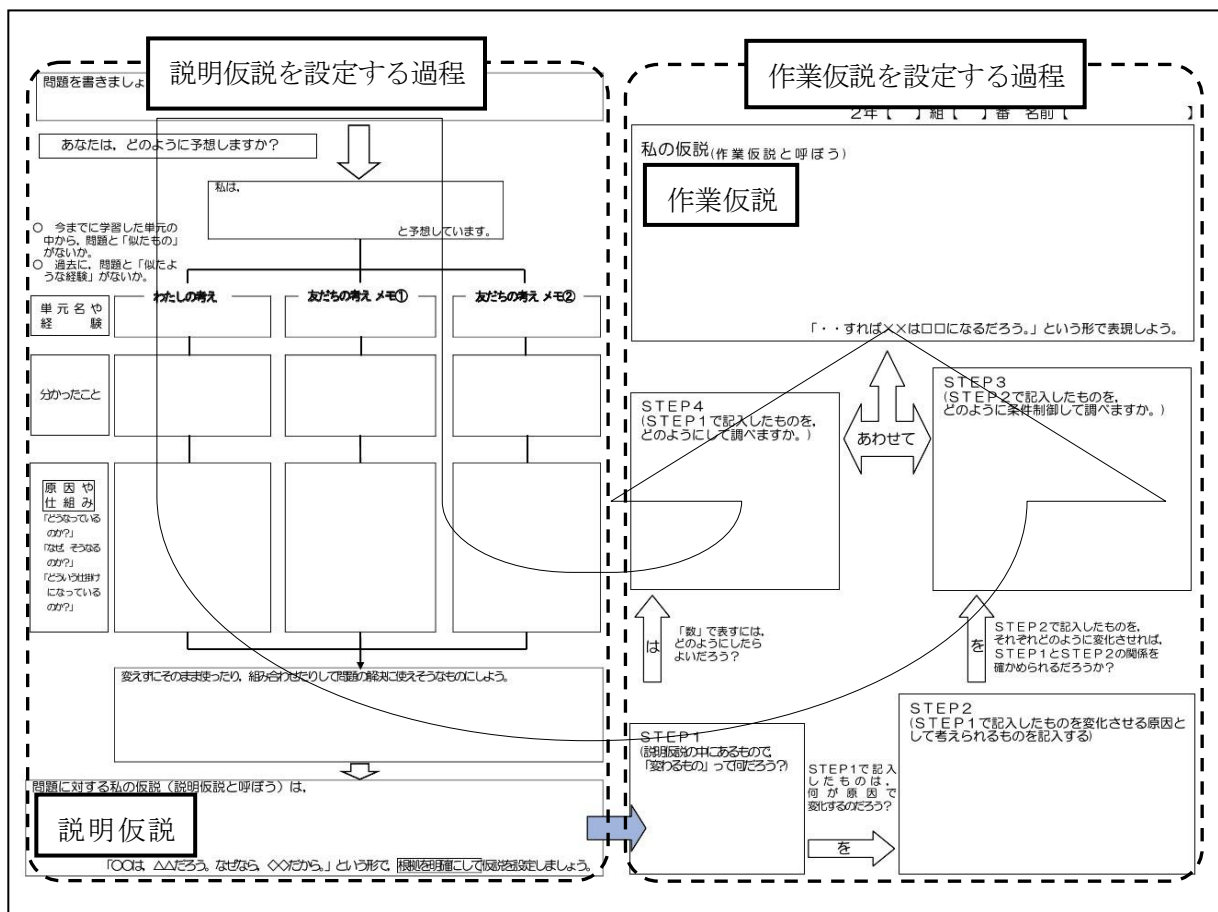 説明仮説を設定する過程
問題を書きましょ
あなたは，どのように予想しますか？
私は，
と予想しています。
○　今までに学習した単元の
中から，問題と「似たもの」
がないか。
○　過去に，問題と「似たよ
うな経験」がないか。
わたしの考え
友だちの考え メモ①
友だちの考え メモ②
単元名や
経　　験
分かったこと
原因や
仕組み
「どうなっている
のか？」
「なぜ，そうなる
のか？」
「どういう仕掛け
になっている
のか？」
変えずにそのまま使ったり，組み合わせたりして問題の解決に使えそうなものにしよう。
問題に対する私の仮説（説明仮説と呼ぼう）は，
説明仮説
「○○は，△△だろう。なぜなら，◇◇だから。」という形で，根拠を明確にして仮説を設定しましょう。
作業仮説を設定する過程
２年【　　】組【　　】番　名前【　　　　　　　】
私の仮説(作業仮説と呼ぼう)
作業仮説
「・・すれば××は□□になるだろう。」という形で表現しよう。
ＳＴＥＰ４
(ＳＴＥＰ１で記入したものを，
どのようにして調べますか。)
あわせて
ＳＴＥＰ３
(ＳＴＥＰ２で記入したものを，
どのように条件制御して調べますか。)
は
「数」で表すには，
どのようにしたら
よいだろう？
を
ＳＴＥＰ２で記入したものを，
それぞれどのように変化させれば，
ＳＴＥＰ１とＳＴＥＰ２の関係を
確かめられるだろうか？
ＳＴＥＰ１
(説明仮説の中にあるもので，
「変わるもの」って何だろう？)
ＳＴＥＰ１で記入
したものは，
何が原因で
変化するのだろう？
を
ＳＴＥＰ２
(ＳＴＥＰ１で記入したものを変化させる原因と
して考えられるものを記入する)